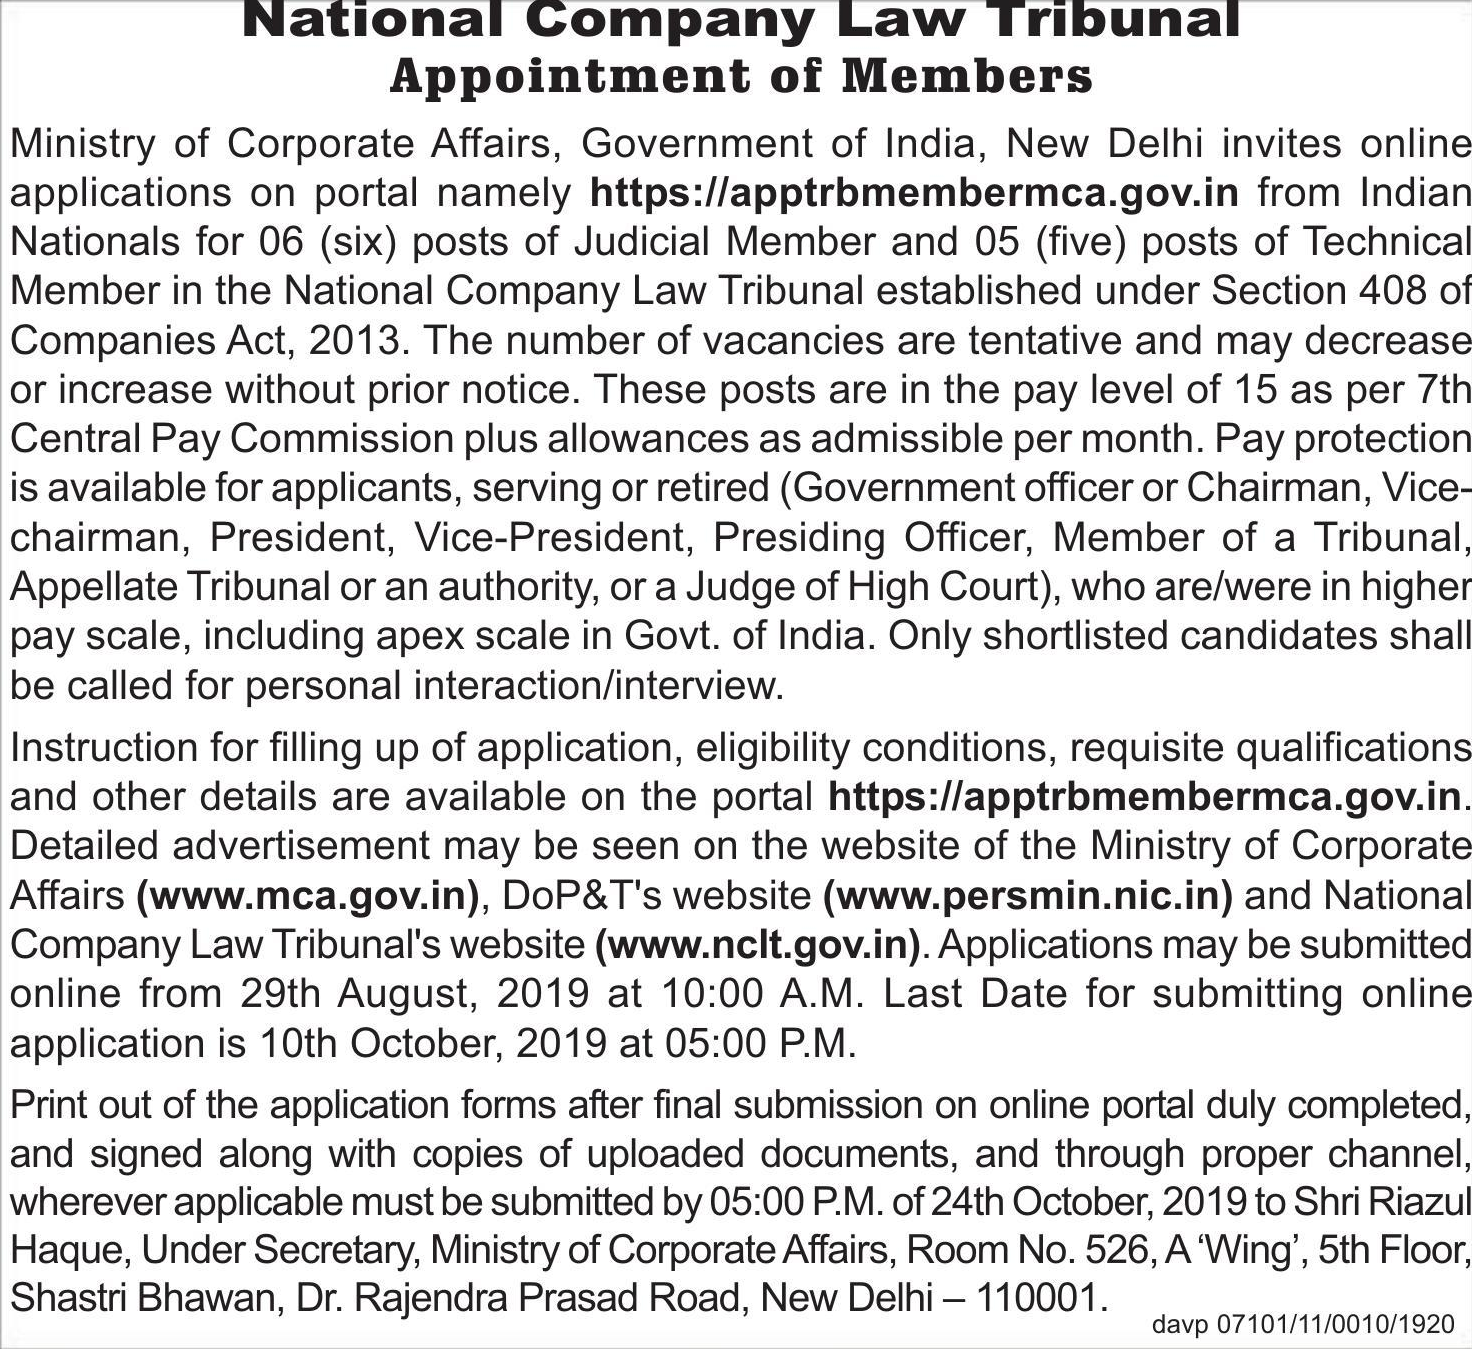 National Company Law Tribunal
Appointment of Members
Ministry of Corporate Affairs, Government of India, New Delhi invites online
applications on portal namely https://apptrbmembermca.gov.in from Indian
Nationals for 06 (six) posts of Judicial Member and 05 (five) posts of Technical
Member in the National Company Law Tribunal established under Section 408 of
Companies Act, 2013. The number of vacancies are tentative and may decrease
or increase without prior notice. These posts are in the pay level of 15 as per 7th
Central Pay Commission plus allowances as admissible per month. Pay protection
is available for applicants, serving or retired (Government officer or Chairman, Vice-
chairman, President, Vice-President, Presiding Officer, Member of a Tribunal,
Appellate Tribunal or an authority, or a Judge of High Court), who are/were in higher
pay scale, including apex scale in Govt. of India. Only shortlisted candidates shall
be called for personal interaction/interview.
Instruction for filling up of application, eligibility conditions, requisite qualifications
and other details are available on the portal https://apptrbmembermca.gov.in.
Detailed advertisement may be seen on the website of the Ministry of Corporate
Affairs (www.mca.gov.in), DoP&T's website (www.persmin.nic.in) and National
Company Law Tribunal's website (www.nclt.gov.in). Applications may be submitted
online from 29th August, 2019 at 10:00 A.M. Last Date for submitting online
application is 10th October, 2019 at 05:00 P.M.
Print out of the application forms after final submission on online portal duly completed,
and signed along with copies of uploaded documents, and through proper channel,
wherever applicable must be submitted by 05:00 P.M. of 24th October, 2019 to Shri Riazul
Haque, Under Secretary, Ministry of Corporate Affairs, Room No. 526, A ‘Wing’, 5th Floor,
Shastri Bhawan, Dr. Rajendra Prasad Road, New Delhi – 110001.
davp 07101/11/0010/1920